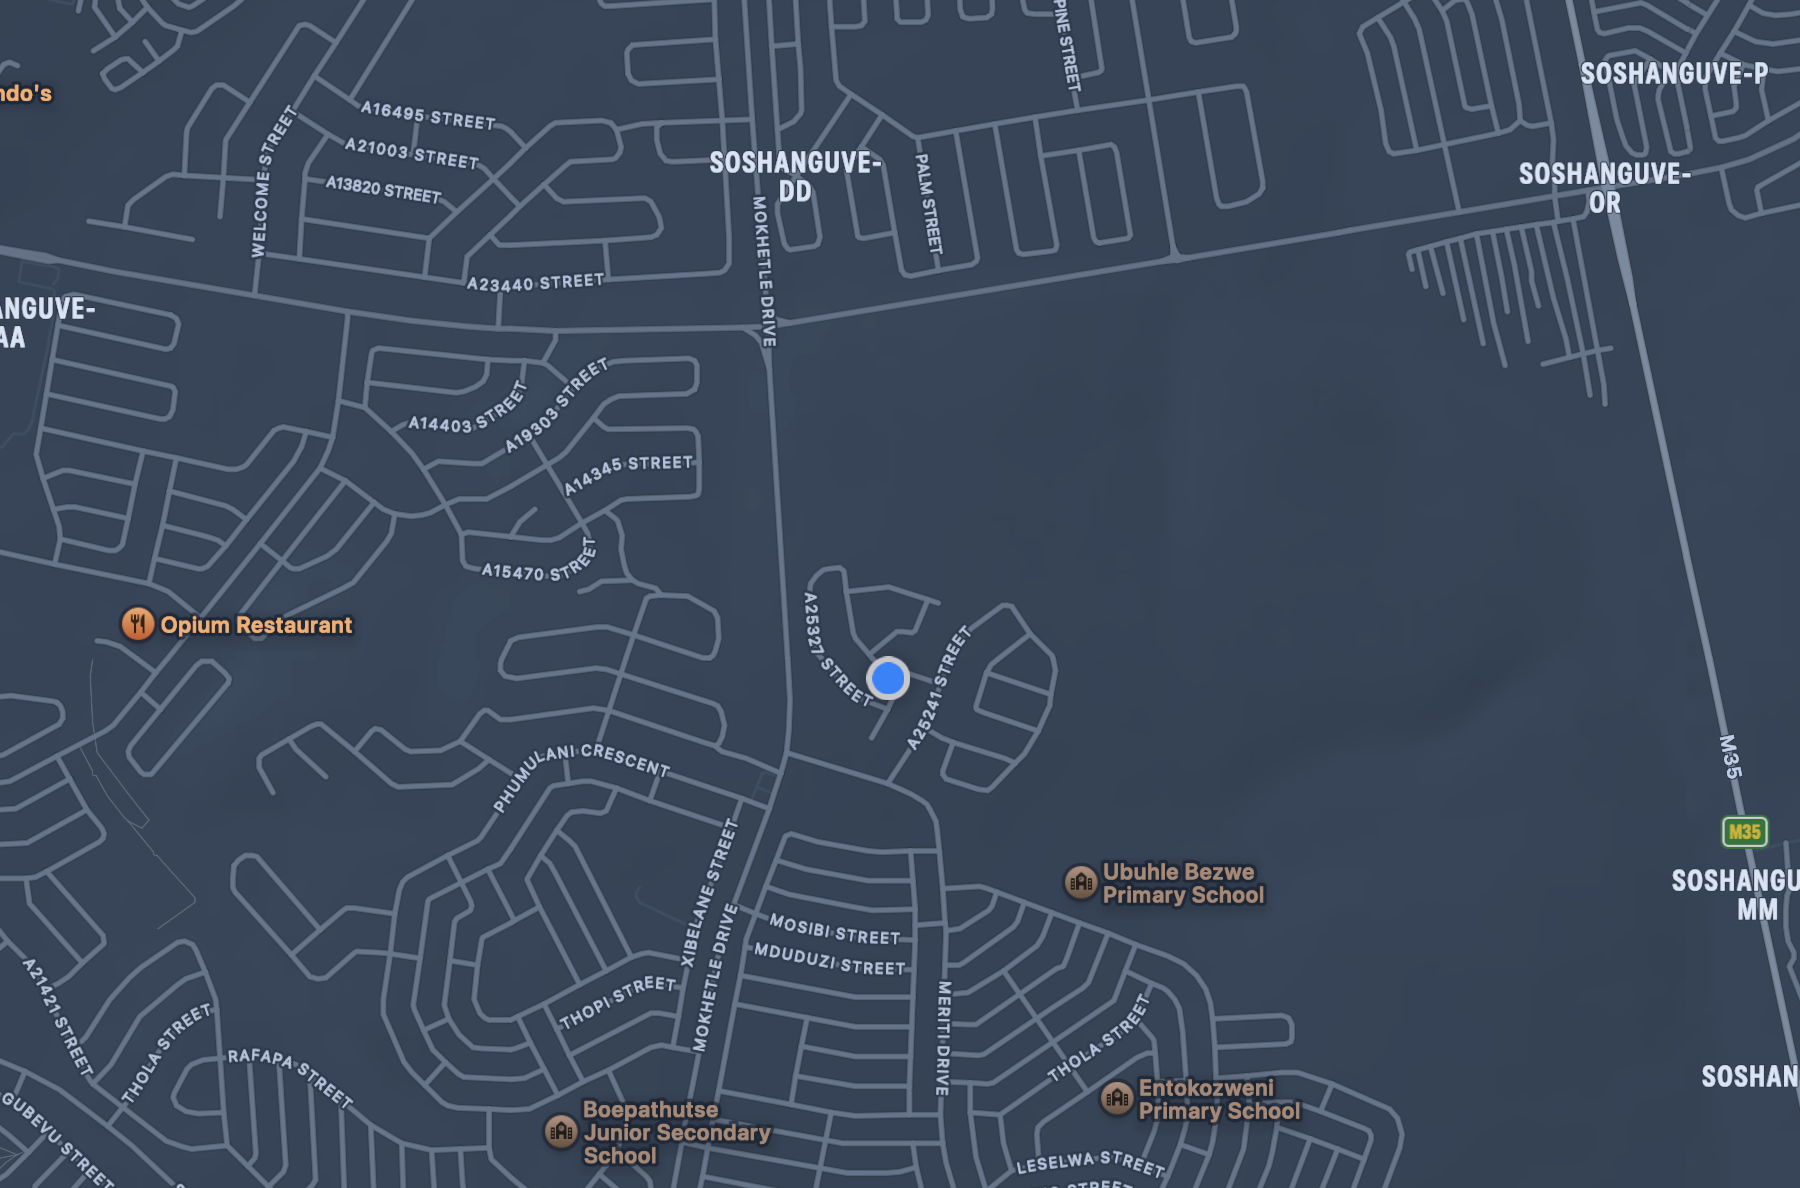 PINE STREET
SOSHANGUVE-P
ndo's
A16495 STREET
A21003 STREET
A13820 STREET
WELCOME STREET
SOSHANGUVE-
DD
PALM STREET
SOSHANGUVE-
OR
MOKHETLE DRIVE
A23440 STREET
ANGUVE-
AA
A14403 STREET
A19303 STREET
A14345 STREET
A15470 STREET
Opium Restaurant
A25327 STREET
A25241 STREET
PHUMULANI CRESCENT
M35
M35
XIBELANE STREET
MOKHETLE DRIVE
Ubuhle Bezwe
Primary School
SOSHANGU
MM
MOSIBI STREET
MDUDUZI STREET
A21421 STREET
THOLA STREET
THOPI STREET
MERITI DRIVE
THOLA STREET
RAFAPA STREET
SOSHAN
GUBEVU STREET
Boepathutse
Junior Secondary
School
Entokozweni
Primary School
LESELWA STREET
STREET